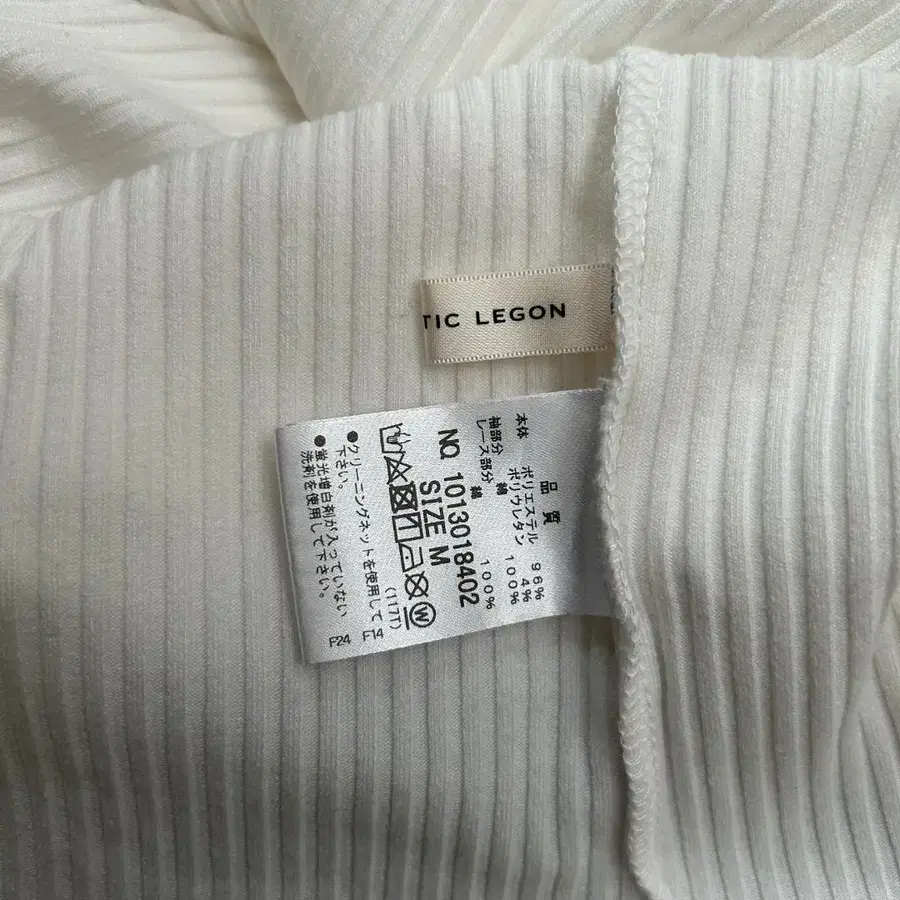 TIC LEGON
品質
本体 ポリエステル 96%
ポリウレタン 4%
袖部分 綿 100%
レース部分 綿 100%
NO. 1013018402
SIZE M
W
(117T)
●クリーニングネットを使用して
下さい。
●蛍光増白剤が入っていない
洗剤を使用して下さい。
F24